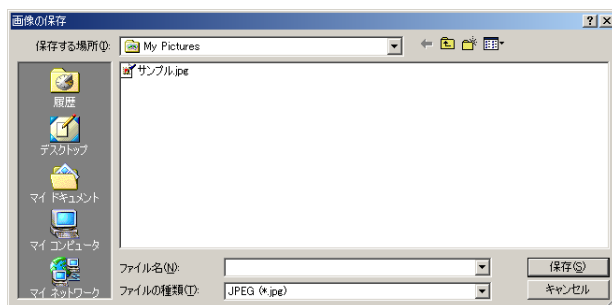 画像の保存
保存する場所(I):
My Pictures
サンプル.jpg
履歴
デスクトップ
マイ ドキュメント
マイ コンピュータ
マイ ネットワーク
ファイル名(N):
保存(S)
ファイルの種類(T):
JPEG (*.jpg)
キャンセル